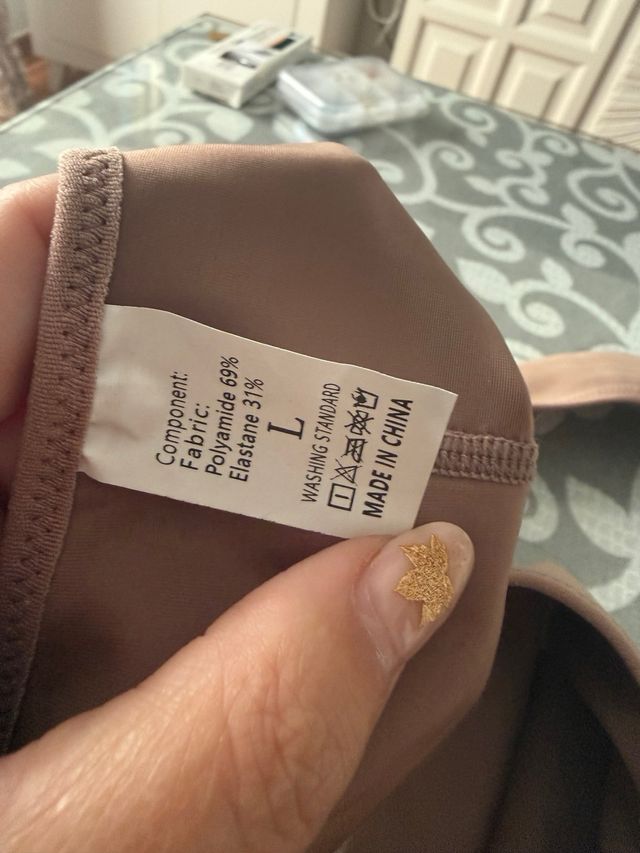 Component:
Fabric:
Polyamide 69%
Elastane 31%
L
WASHING STANDARD
MADE IN CHINA